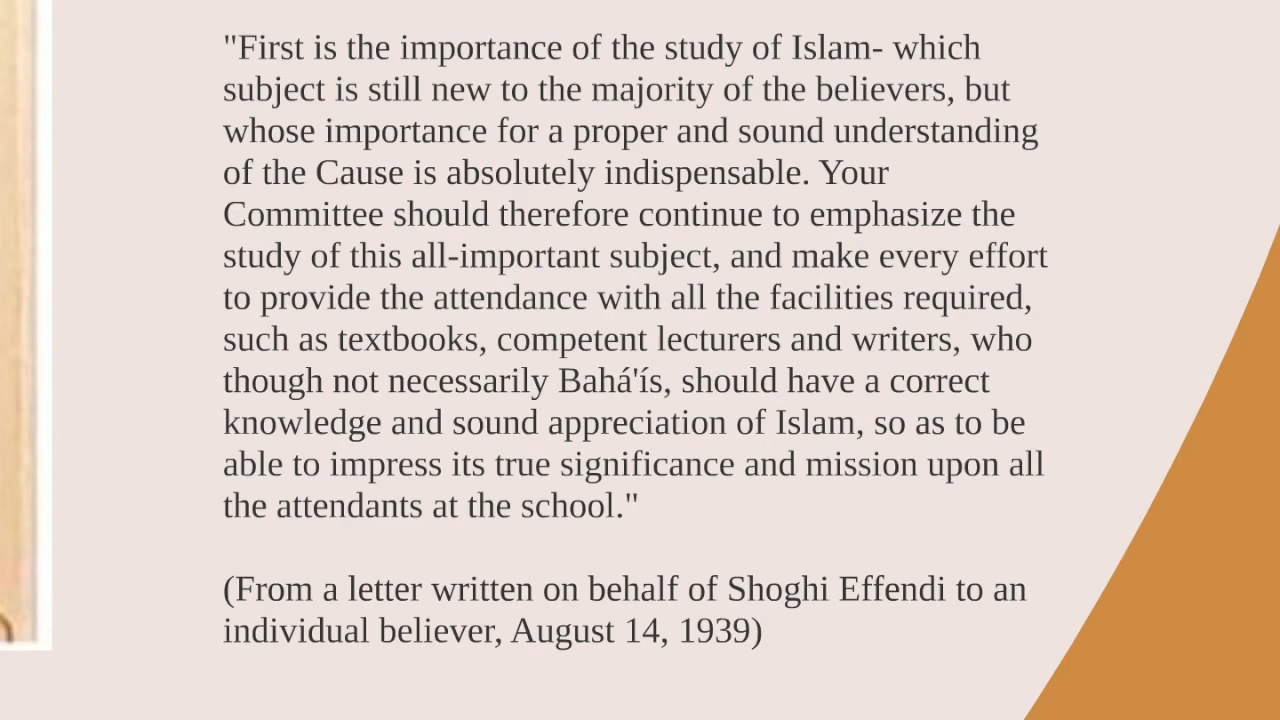 "First is the importance of the study of Islam- which
subject is still new to the majority of the believers, but
whose importance for a proper and sound understanding
of the Cause is absolutely indispensable. Your
Committee should therefore continue to emphasize the
study of this all-important subject, and make every effort
to provide the attendance with all the facilities required,
such as textbooks, competent lecturers and writers, who
though not necessarily Bahá'ís, should have a correct
knowledge and sound appreciation of Islam, so as to be
able to impress its true significance and mission upon all
the attendants at the school."
(From a letter written on behalf of Shoghi Effendi to an
individual believer, August 14, 1939)